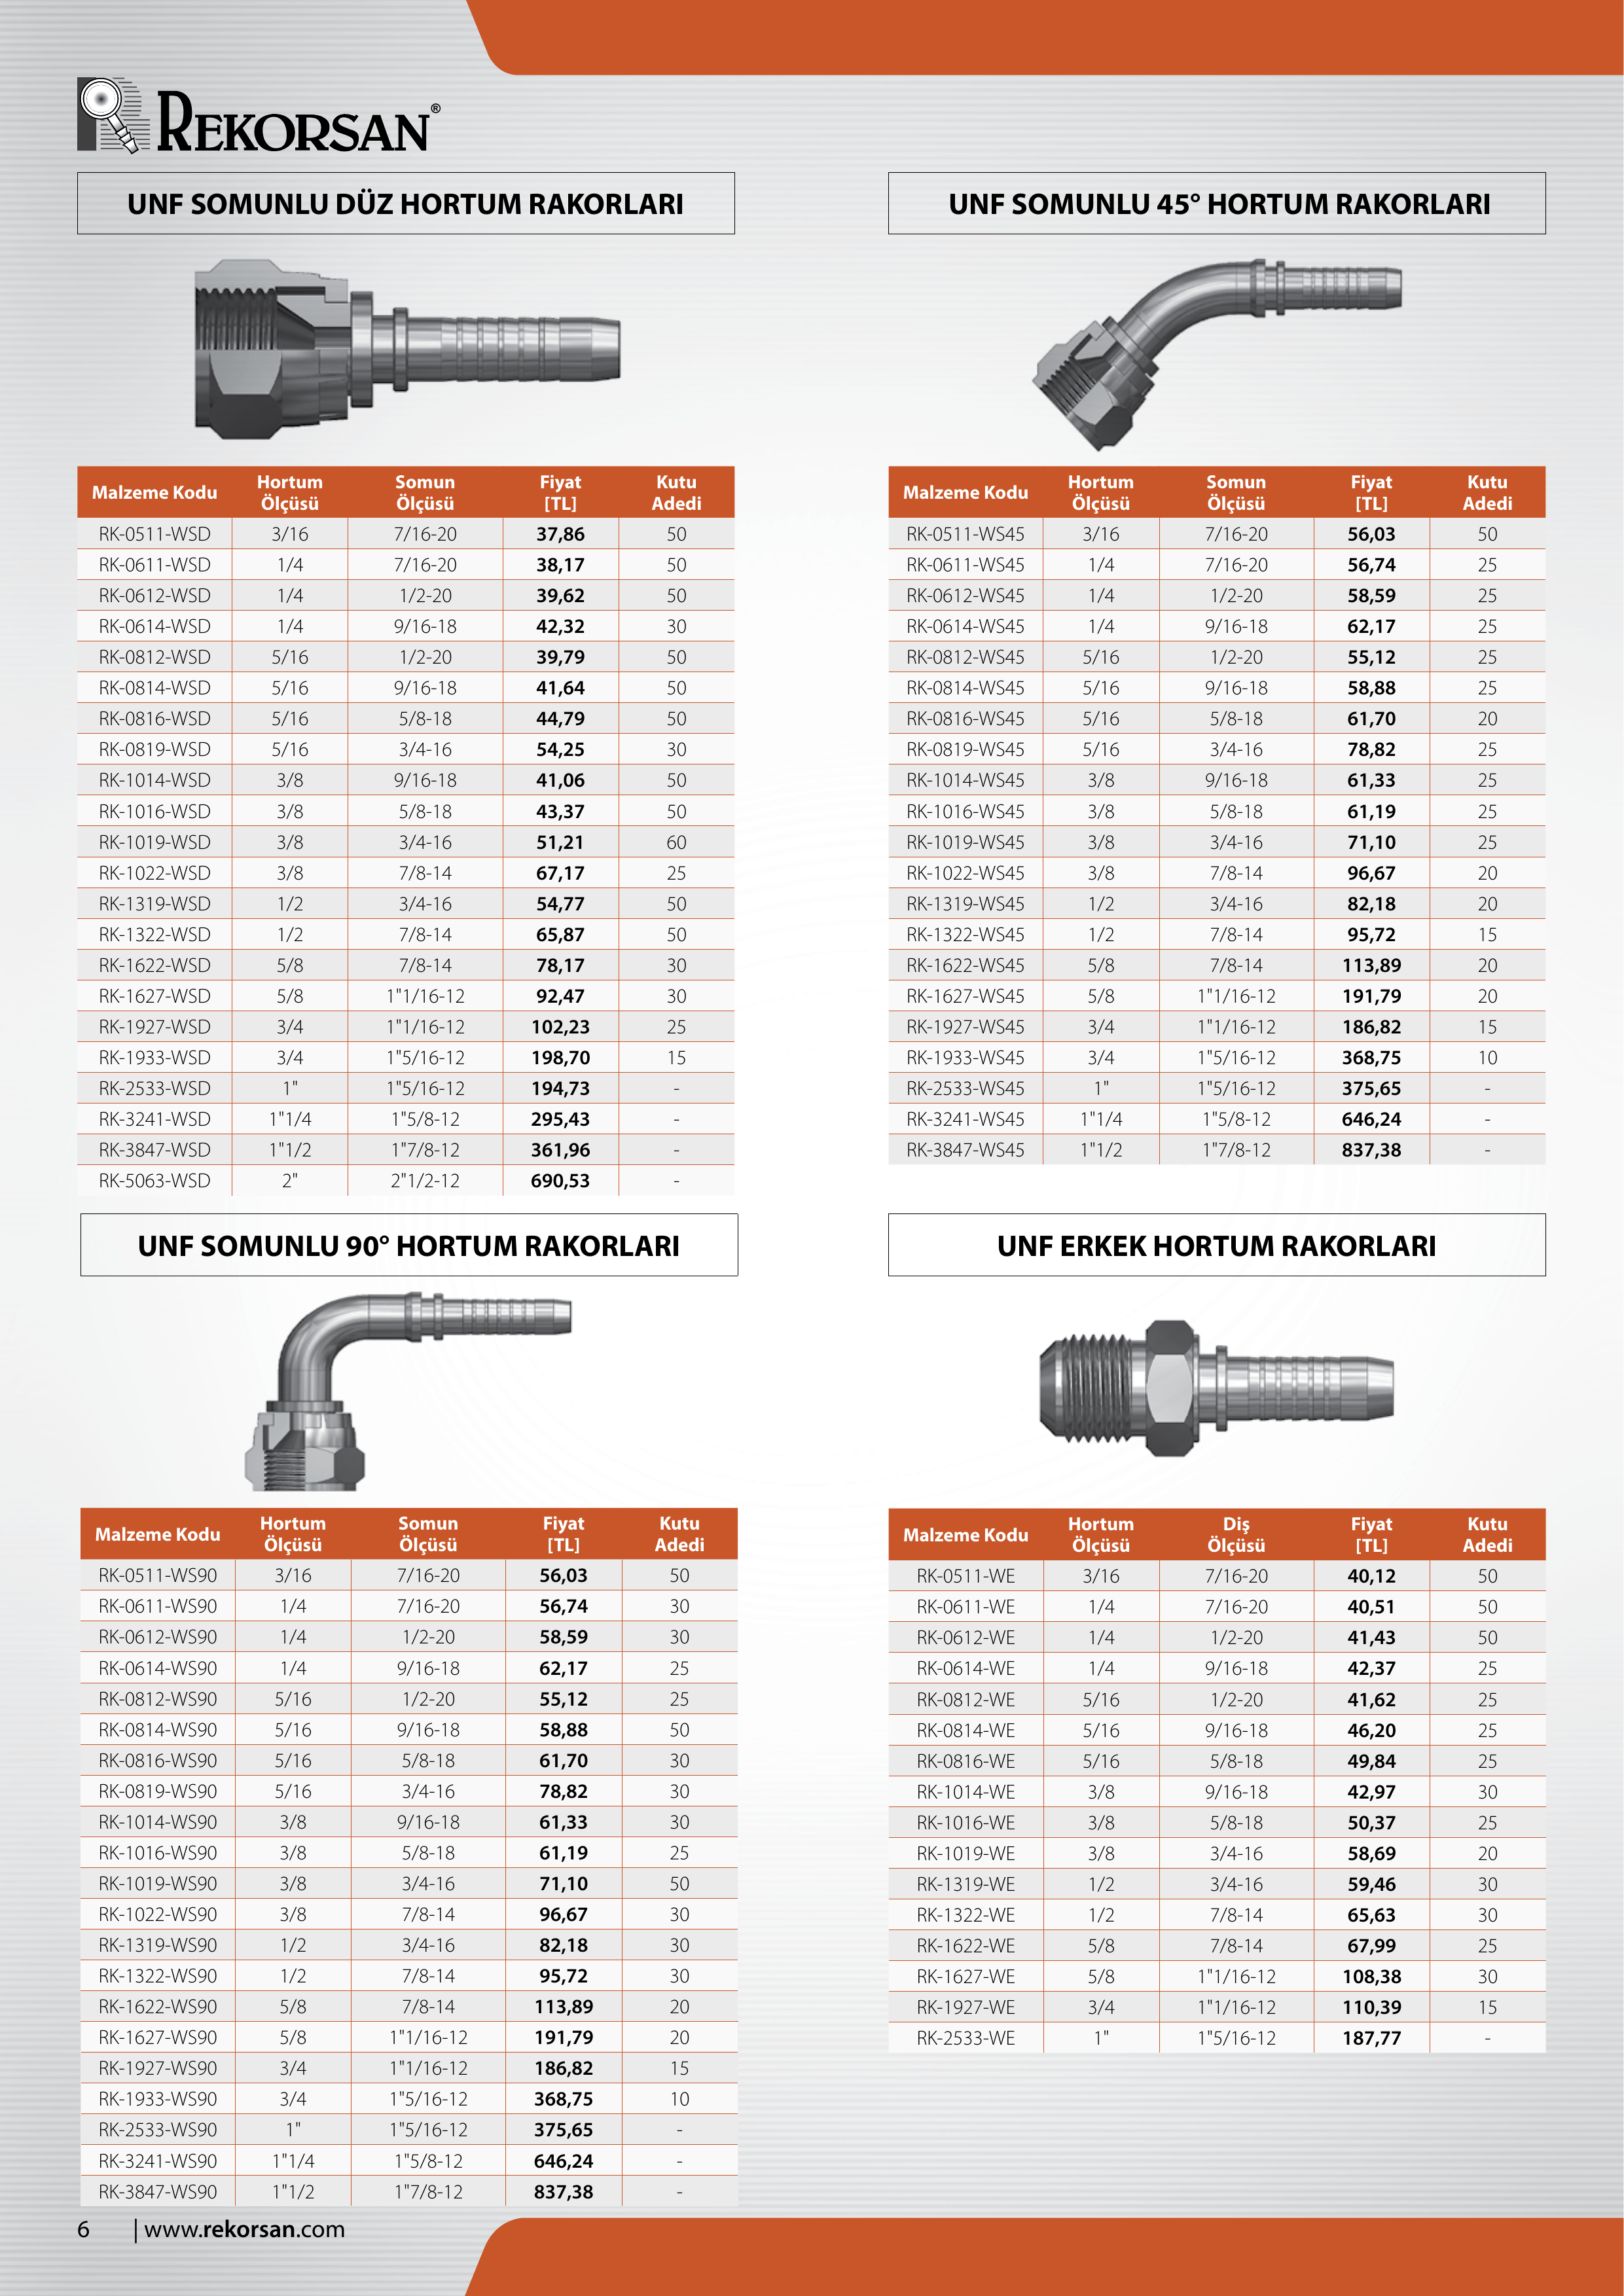 REKORSAN®
UNF SOMUNLU DÜZ HORTUM RAKORLARI
Malzeme Kodu Hortum Ölçüsü Somun Ölçüsü Fiyat [TL] Kutu Adedi
RK-0511-WSD 3/16 7/16-20 37,86 50
RK-0611-WSD 1/4 7/16-20 38,17 50
RK-0612-WSD 1/4 1/2-20 39,62 50
RK-0614-WSD 1/4 9/16-18 42,32 30
RK-0812-WSD 5/16 1/2-20 39,79 50
RK-0814-WSD 5/16 9/16-18 41,64 50
RK-0816-WSD 5/16 5/8-18 44,79 50
RK-0819-WSD 5/16 3/4-16 54,25 30
RK-1014-WSD 3/8 9/16-18 41,06 50
RK-1016-WSD 3/8 5/8-18 43,37 50
RK-1019-WSD 3/8 3/4-16 51,21 60
RK-1022-WSD 3/8 7/8-14 67,17 25
RK-1319-WSD 1/2 3/4-16 54,77 50
RK-1322-WSD 1/2 7/8-14 65,87 50
RK-1622-WSD 5/8 7/8-14 78,17 30
RK-1627-WSD 5/8 1"1/16-12 92,47 30
RK-1927-WSD 3/4 1"1/16-12 102,23 25
RK-1933-WSD 3/4 1"5/16-12 198,70 15
RK-2533-WSD 1" 1"5/16-12 194,73 -
RK-3241-WSD 1"1/4 1"5/8-12 295,43 -
RK-3847-WSD 1"1/2 1"7/8-12 361,96 -
RK-5063-WSD 2" 2"1/2-12 690,53 -
UNF SOMUNLU 45° HORTUM RAKORLARI
Malzeme Kodu Hortum Ölçüsü Somun Ölçüsü Fiyat [TL] Kutu Adedi
RK-0511-WS45 3/16 7/16-20 56,03 50
RK-0611-WS45 1/4 7/16-20 56,74 25
RK-0612-WS45 1/4 1/2-20 58,59 25
RK-0614-WS45 1/4 9/16-18 62,17 25
RK-0812-WS45 5/16 1/2-20 55,12 25
RK-0814-WS45 5/16 9/16-18 58,88 25
RK-0816-WS45 5/16 5/8-18 61,70 20
RK-0819-WS45 5/16 3/4-16 78,82 25
RK-1014-WS45 3/8 9/16-18 61,33 25
RK-1016-WS45 3/8 5/8-18 61,19 25
RK-1019-WS45 3/8 3/4-16 71,10 25
RK-1022-WS45 3/8 7/8-14 96,67 20
RK-1319-WS45 1/2 3/4-16 82,18 20
RK-1322-WS45 1/2 7/8-14 95,72 15
RK-1622-WS45 5/8 7/8-14 113,89 20
RK-1627-WS45 5/8 1"1/16-12 191,79 20
RK-1927-WS45 3/4 1"1/16-12 186,82 15
RK-1933-WS45 3/4 1"5/16-12 368,75 10
RK-2533-WS45 1" 1"5/16-12 375,65 -
RK-3241-WS45 1"1/4 1"5/8-12 646,24 -
RK-3847-WS45 1"1/2 1"7/8-12 837,38 -
UNF SOMUNLU 90° HORTUM RAKORLARI
Malzeme Kodu Hortum Ölçüsü Somun Ölçüsü Fiyat [TL] Kutu Adedi
RK-0511-WS90 3/16 7/16-20 56,03 50
RK-0611-WS90 1/4 7/16-20 56,74 30
RK-0612-WS90 1/4 1/2-20 58,59 30
RK-0614-WS90 1/4 9/16-18 62,17 25
RK-0812-WS90 5/16 1/2-20 55,12 25
RK-0814-WS90 5/16 9/16-18 58,88 50
RK-0816-WS90 5/16 5/8-18 61,70 30
RK-0819-WS90 5/16 3/4-16 78,82 30
RK-1014-WS90 3/8 9/16-18 61,33 30
RK-1016-WS90 3/8 5/8-18 61,19 25
RK-1019-WS90 3/8 3/4-16 71,10 50
RK-1022-WS90 3/8 7/8-14 96,67 30
RK-1319-WS90 1/2 3/4-16 82,18 30
RK-1322-WS90 1/2 7/8-14 95,72 30
RK-1622-WS90 5/8 7/8-14 113,89 20
RK-1627-WS90 5/8 1"1/16-12 191,79 20
RK-1927-WS90 3/4 1"1/16-12 186,82 15
RK-1933-WS90 3/4 1"5/16-12 368,75 10
RK-2533-WS90 1" 1"5/16-12 375,65 -
RK-3241-WS90 1"1/4 1"5/8-12 646,24 -
RK-3847-WS90 1"1/2 1"7/8-12 837,38 -
UNF ERKEK HORTUM RAKORLARI
Malzeme Kodu Hortum Ölçüsü Diş Ölçüsü Fiyat [TL] Kutu Adedi
RK-0511-WE 3/16 7/16-20 40,12 50
RK-0611-WE 1/4 7/16-20 40,51 50
RK-0612-WE 1/4 1/2-20 41,43 50
RK-0614-WE 1/4 9/16-18 42,37 25
RK-0812-WE 5/16 1/2-20 41,62 25
RK-0814-WE 5/16 9/16-18 46,20 25
RK-0816-WE 5/16 5/8-18 49,84 25
RK-1014-WE 3/8 9/16-18 42,97 30
RK-1016-WE 3/8 5/8-18 50,37 25
RK-1019-WE 3/8 3/4-16 58,69 20
RK-1319-WE 1/2 3/4-16 59,46 30
RK-1322-WE 1/2 7/8-14 65,63 30
RK-1622-WE 5/8 7/8-14 67,99 25
RK-1627-WE 5/8 1"1/16-12 108,38 30
RK-1927-WE 3/4 1"1/16-12 110,39 15
RK-2533-WE 1" 1"5/16-12 187,77 -
6 | www.rekorsan.com